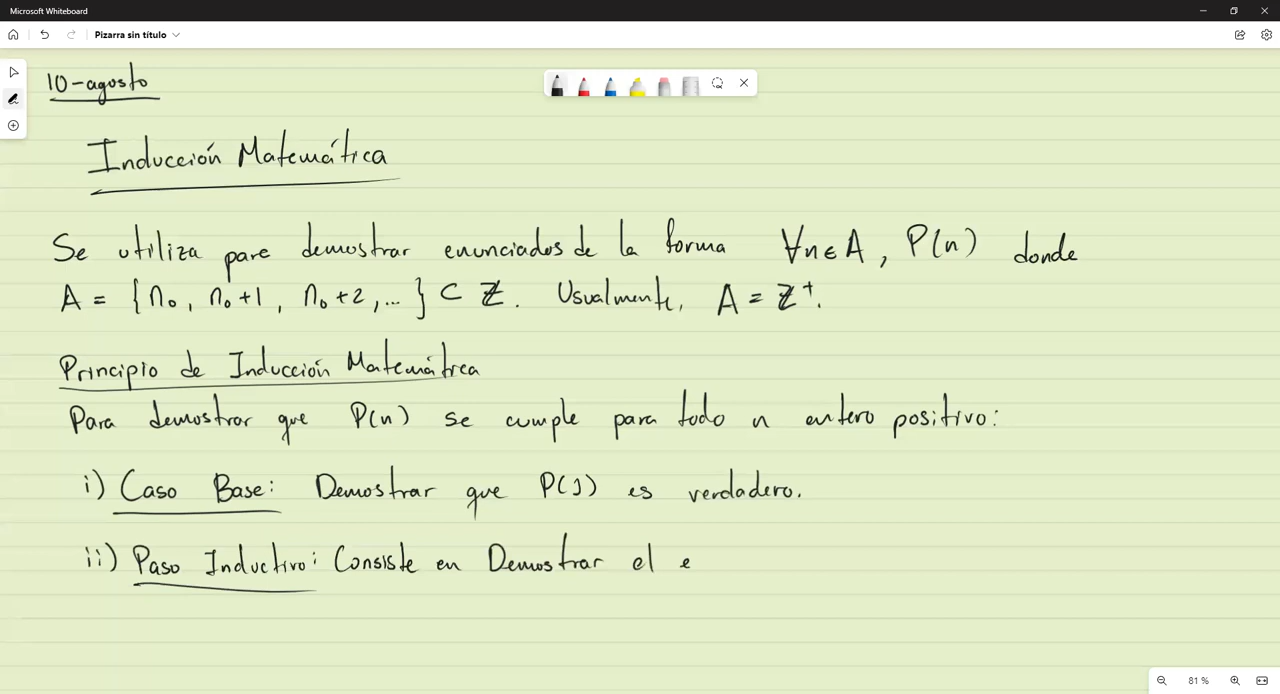 Microsoft Whiteboard
Pizarra sin título
10-agosto
Inducción Matemática
Se utiliza para demostrar enunciados de la forma ∀n∈A, P(n) donde
A = {n₀, n₀+1, n₀+2,...} ⊂ ℤ. Usualmente, A = ℤ⁺.
Principio de Inducción Matemática
Para demostrar que P(n) se cumple para todo n entero positivo:
i) Caso Base: Demostrar que P(1) es verdadero.
ii) Paso Inductivo: Consiste en Demostrar el e
81 %